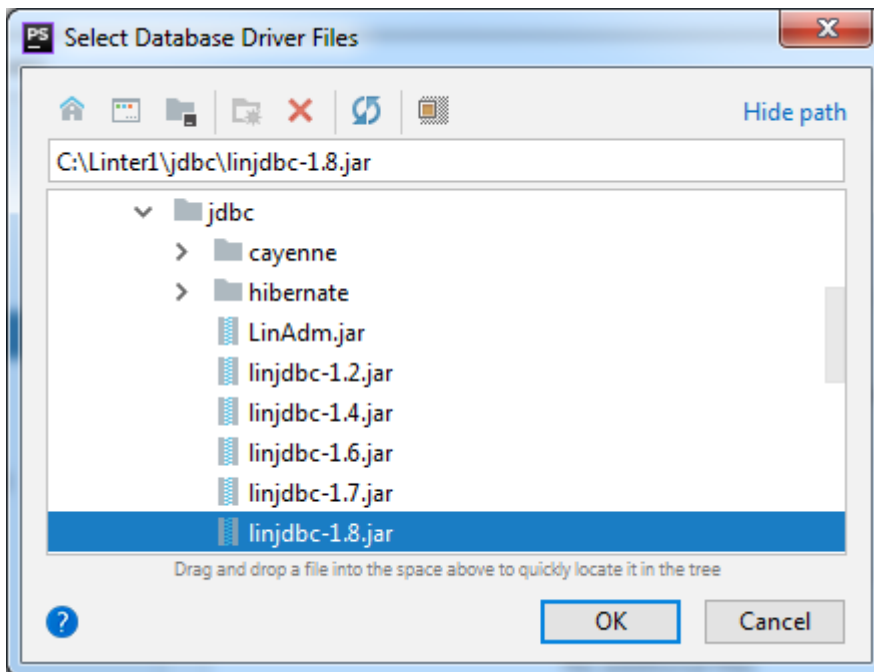 PS Select Database Driver Files
Hide path
C:\Linter1\jdbc\linjdbc-1.8.jar
jdbc
cayenne
hibernate
LinAdm.jar
linjdbc-1.2.jar
linjdbc-1.4.jar
linjdbc-1.6.jar
linjdbc-1.7.jar
linjdbc-1.8.jar
Drag and drop a file into the space above to quickly locate it in the tree
? OK Cancel